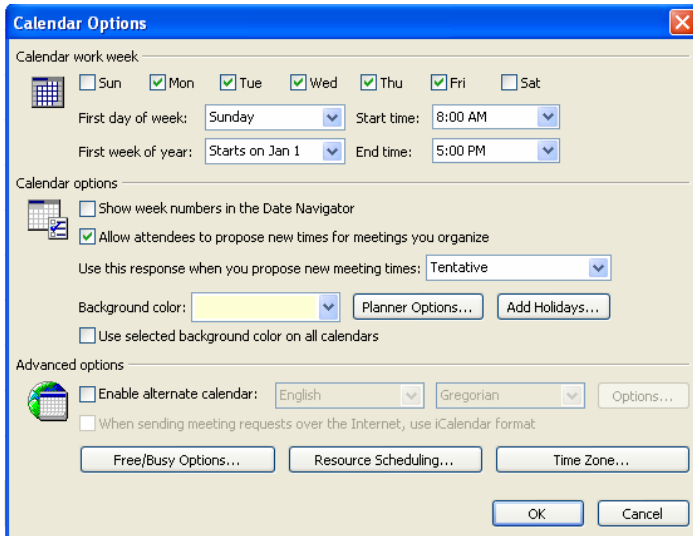 Calendar Options
Calendar work week
Sun Mon Tue Wed Thu Fri Sat
First day of week: Sunday Start time: 8:00 AM
First week of year: Starts on Jan 1 End time: 5:00 PM
Calendar options
Show week numbers in the Date Navigator
Allow attendees to propose new times for meetings you organize
Use this response when you propose new meeting times: Tentative
Background color: Planner Options... Add Holidays...
Use selected background color on all calendars
Advanced options
Enable alternate calendar: English Gregorian Options...
When sending meeting requests over the Internet, use iCalendar format
Free/Busy Options... Resource Scheduling... Time Zone...
OK Cancel